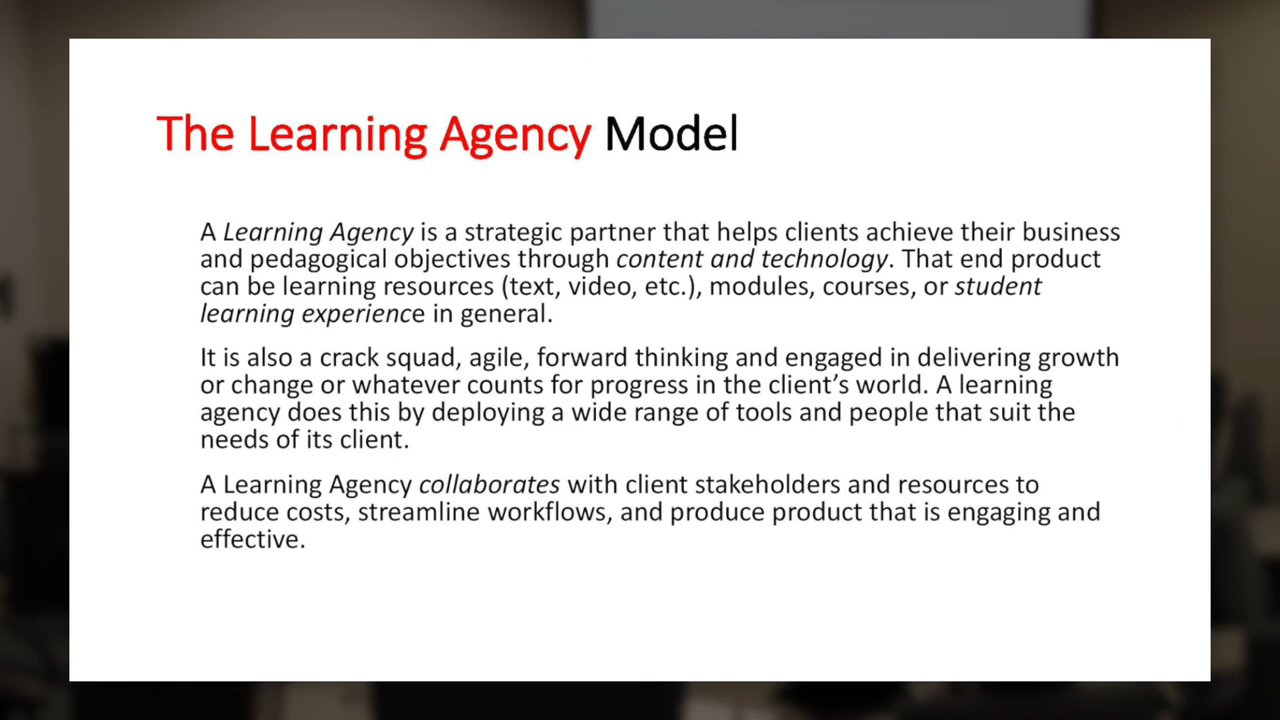 The Learning Agency Model
A Learning Agency is a strategic partner that helps clients achieve their business
and pedagogical objectives through content and technology. That end product
can be learning resources (text, video, etc.), modules, courses, or student
learning experience in general.
It is also a crack squad, agile, forward thinking and engaged in delivering growth
or change or whatever counts for progress in the client’s world. A learning
agency does this by deploying a wide range of tools and people that suit the
needs of its client.
A Learning Agency collaborates with client stakeholders and resources to
reduce costs, streamline workflows, and produce product that is engaging and
effective.